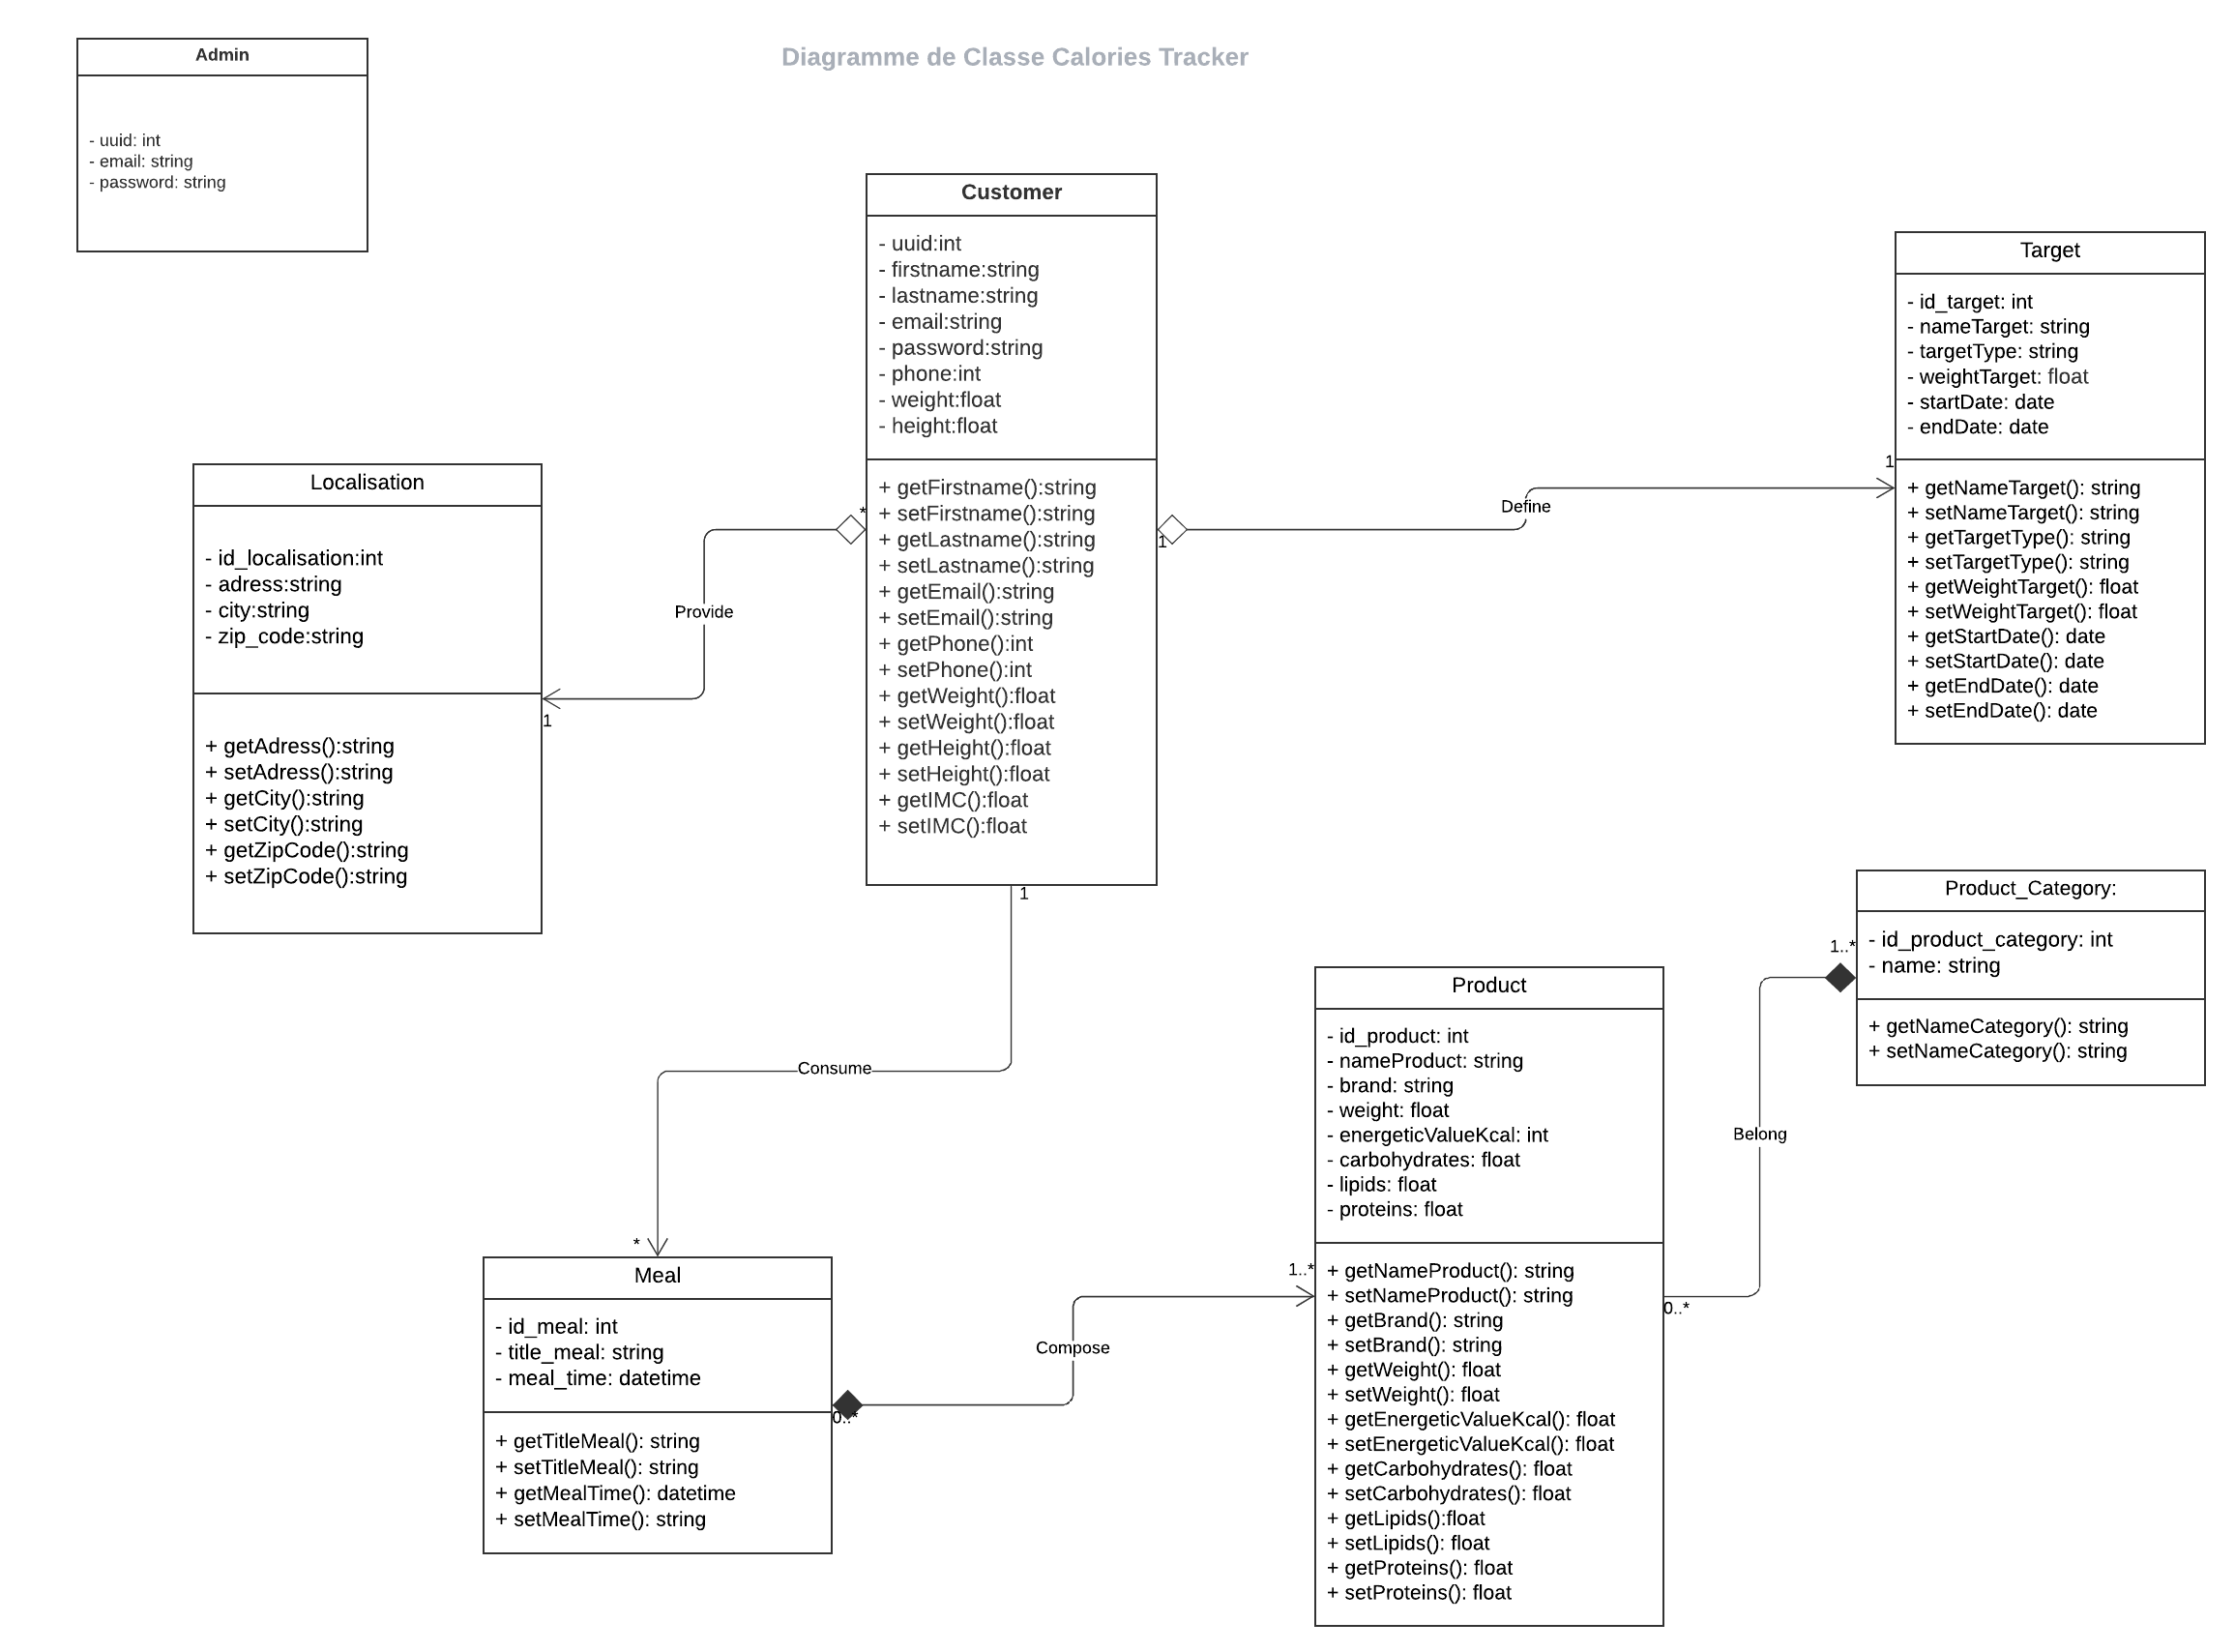 Diagramme de Classe Calories Tracker
Admin
- uuid: int
- email: string
- password: string
Customer
- uuid:int
- firstname:string
- lastname:string
- email:string
- password:string
- phone:int
- weight:float
- height:float
+ getFirstname():string
+ setFirstname():string
+ getLastname():string
+ setLastname():string
+ getEmail():string
+ setEmail():string
+ getPhone():int
+ setPhone():int
+ getWeight():float
+ setWeight():float
+ getHeight():float
+ setHeight():float
+ getIMC():float
+ setIMC():float
Target
- id_target: int
- nameTarget: string
- targetType: string
- weightTarget: float
- startDate: date
- endDate: date
+ getNameTarget(): string
+ setNameTarget(): string
+ getTargetType(): string
+ setTargetType(): string
+ getWeightTarget(): float
+ setWeightTarget(): float
+ getStartDate(): date
+ setStartDate(): date
+ getEndDate(): date
+ setEndDate(): date
1
Define
1
*
Provide
1
Localisation
- id_localisation:int
- adress:string
- city:string
- zip_code:string
+ getAdress():string
+ setAdress():string
+ getCity():string
+ setCity():string
+ getZipCode():string
+ setZipCode():string
1
Consume
*
Meal
- id_meal: int
- title_meal: string
- meal_time: datetime
+ getTitleMeal(): string
+ setTitleMeal(): string
+ getMealTime(): datetime
+ setMealTime(): string
0..*
Compose
1..*
Product
- id_product: int
- nameProduct: string
- brand: string
- weight: float
- energeticValueKcal: int
- carbohydrates: float
- lipids: float
- proteins: float
+ getNameProduct(): string
+ setNameProduct(): string
+ getBrand(): string
+ setBrand(): string
+ getWeight(): float
+ setWeight(): float
+ getEnergeticValueKcal(): float
+ setEnergeticValueKcal(): float
+ getCarbohydrates(): float
+ setCarbohydrates(): float
+ getLipids():float
+ setLipids(): float
+ getProteins(): float
+ setProteins(): float
0..*
Belong
1..*
Product_Category:
- id_product_category: int
- name: string
+ getNameCategory(): string
+ setNameCategory(): string